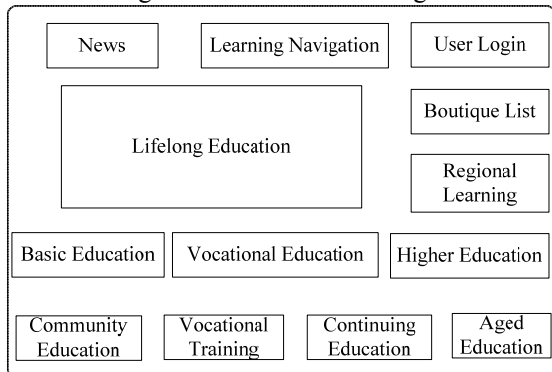 News
Learning Navigation
User Login
Lifelong Education
Boutique List
Regional
Learning
Basic Education
Vocational Education
Higher Education
Community
Education
Vocational
Training
Continuing
Education
Aged
Education